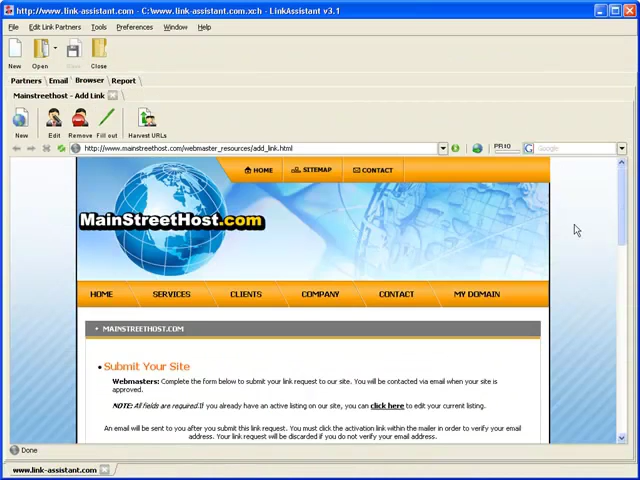 http://www.link-assistant.com - C:\www.link-assistant.com.xch - LinkAssistant v3.1
File Edit Link Partners Tools Preferences Window Help
New Open Close
Partners Email Browser Report
Mainstreethost - Add Link
New Edit Remove Fill out Harvest URLs
http://www.mainstreethost.com/webmaster_resources/add_link.html
Google
HOME SITEMAP CONTACT
MainStreetHost.com
HOME SERVICES CLIENTS COMPANY CONTACT MY DOMAIN
MAINSTREETHOST.COM
Submit Your Site
Webmasters: Complete the form below to submit your link request to our site. You will be contacted via email when your site is
approved.
NOTE: All fields are required.If you already have an active listing on our site, you can click here to edit your current listing.
An email will be sent to you after you submit this link request. You must click the activation link within the mailer in order to verify your email
address. Your link request will be discarded if you do not verify your email address.
Done
www.link-assistant.com